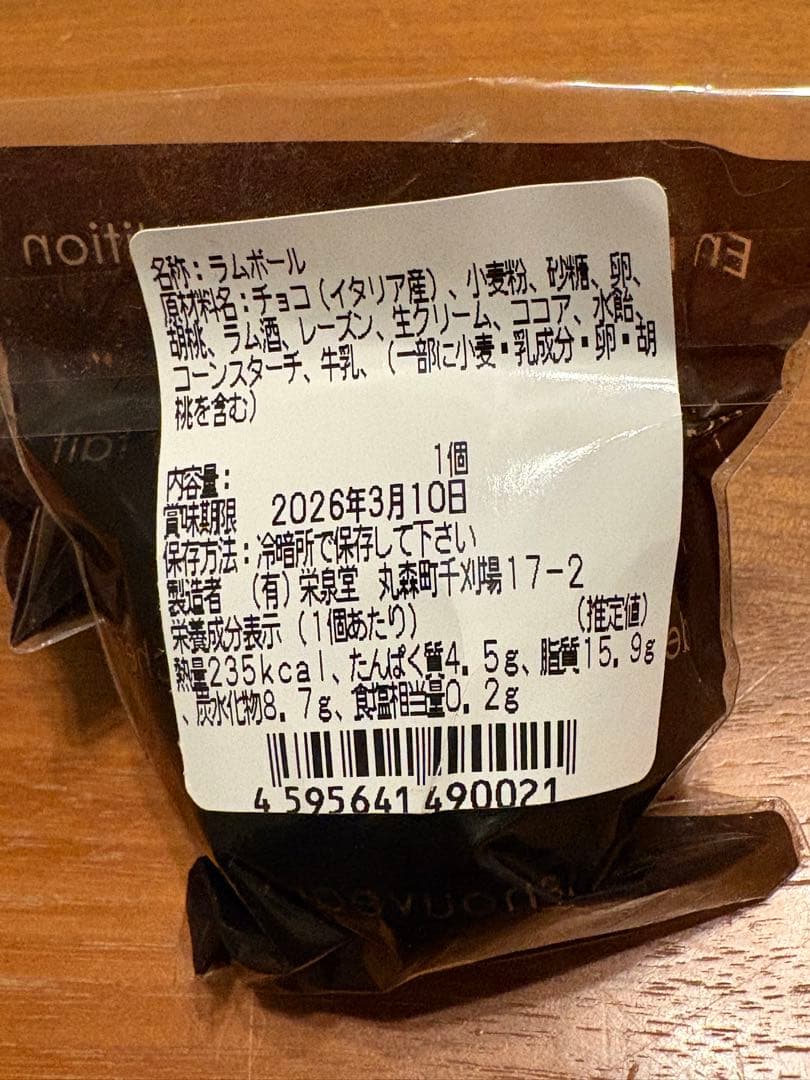 名称：ラムボール
原材料名：チョコ（イタリア産）、小麦粉、砂糖、卵、
胡桃、ラム酒、レーズン、生クリーム、ココア、水飴、
コーンスターチ、牛乳、（一部に小麦・乳成分・卵・胡
桃を含む）
内容量： 1個
賞味期限 2026年3月10日
保存方法：冷暗所で保存して下さい
製造者 （有）栄泉堂 丸森町千刈場17-2
栄養成分表示（1個あたり） （推定値）
熱量235kcal、たんぱく質4.5g、脂質15.9g
、炭水化物8.7g、食塩相当量0.2g
4 595641 490021